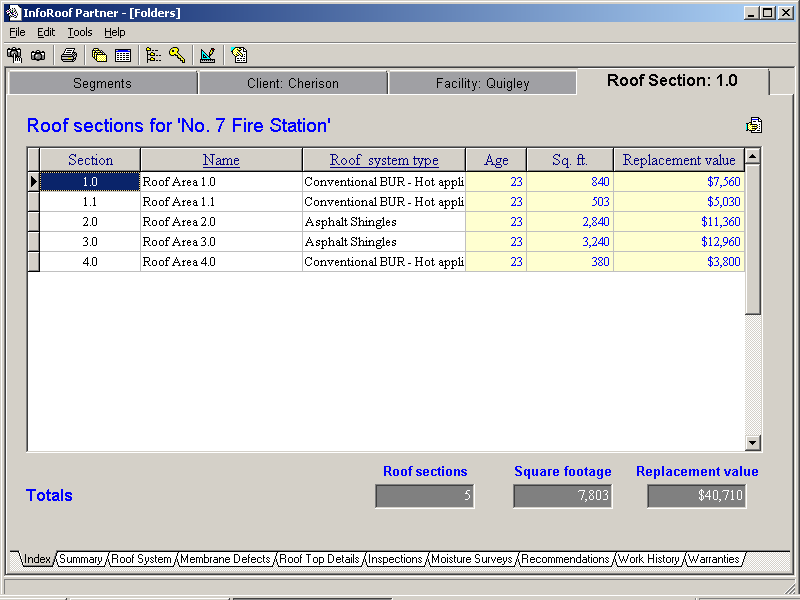 InfoRoof Partner - [Folders]
File Edit Tools Help
Segments Client: Cherison Facility: Quigley Roof Section: 1.0
Roof sections for 'No. 7 Fire Station'
Section Name Roof system type Age Sq. ft. Replacement value
1.0 Roof Area 1.0 Conventional BUR - Hot appli 23 840 $7,560
1.1 Roof Area 1.1 Conventional BUR - Hot appli 23 503 $5,030
2.0 Roof Area 2.0 Asphalt Shingles 23 2,840 $11,360
3.0 Roof Area 3.0 Asphalt Shingles 23 3,240 $12,960
4.0 Roof Area 4.0 Conventional BUR - Hot appli 23 380 $3,800
Roof sections Square footage Replacement value
Totals 5 7,803 $40,710
Index Summary Roof System Membrane Defects Roof Top Details Inspections Moisture Surveys Recommendations Work History Warranties